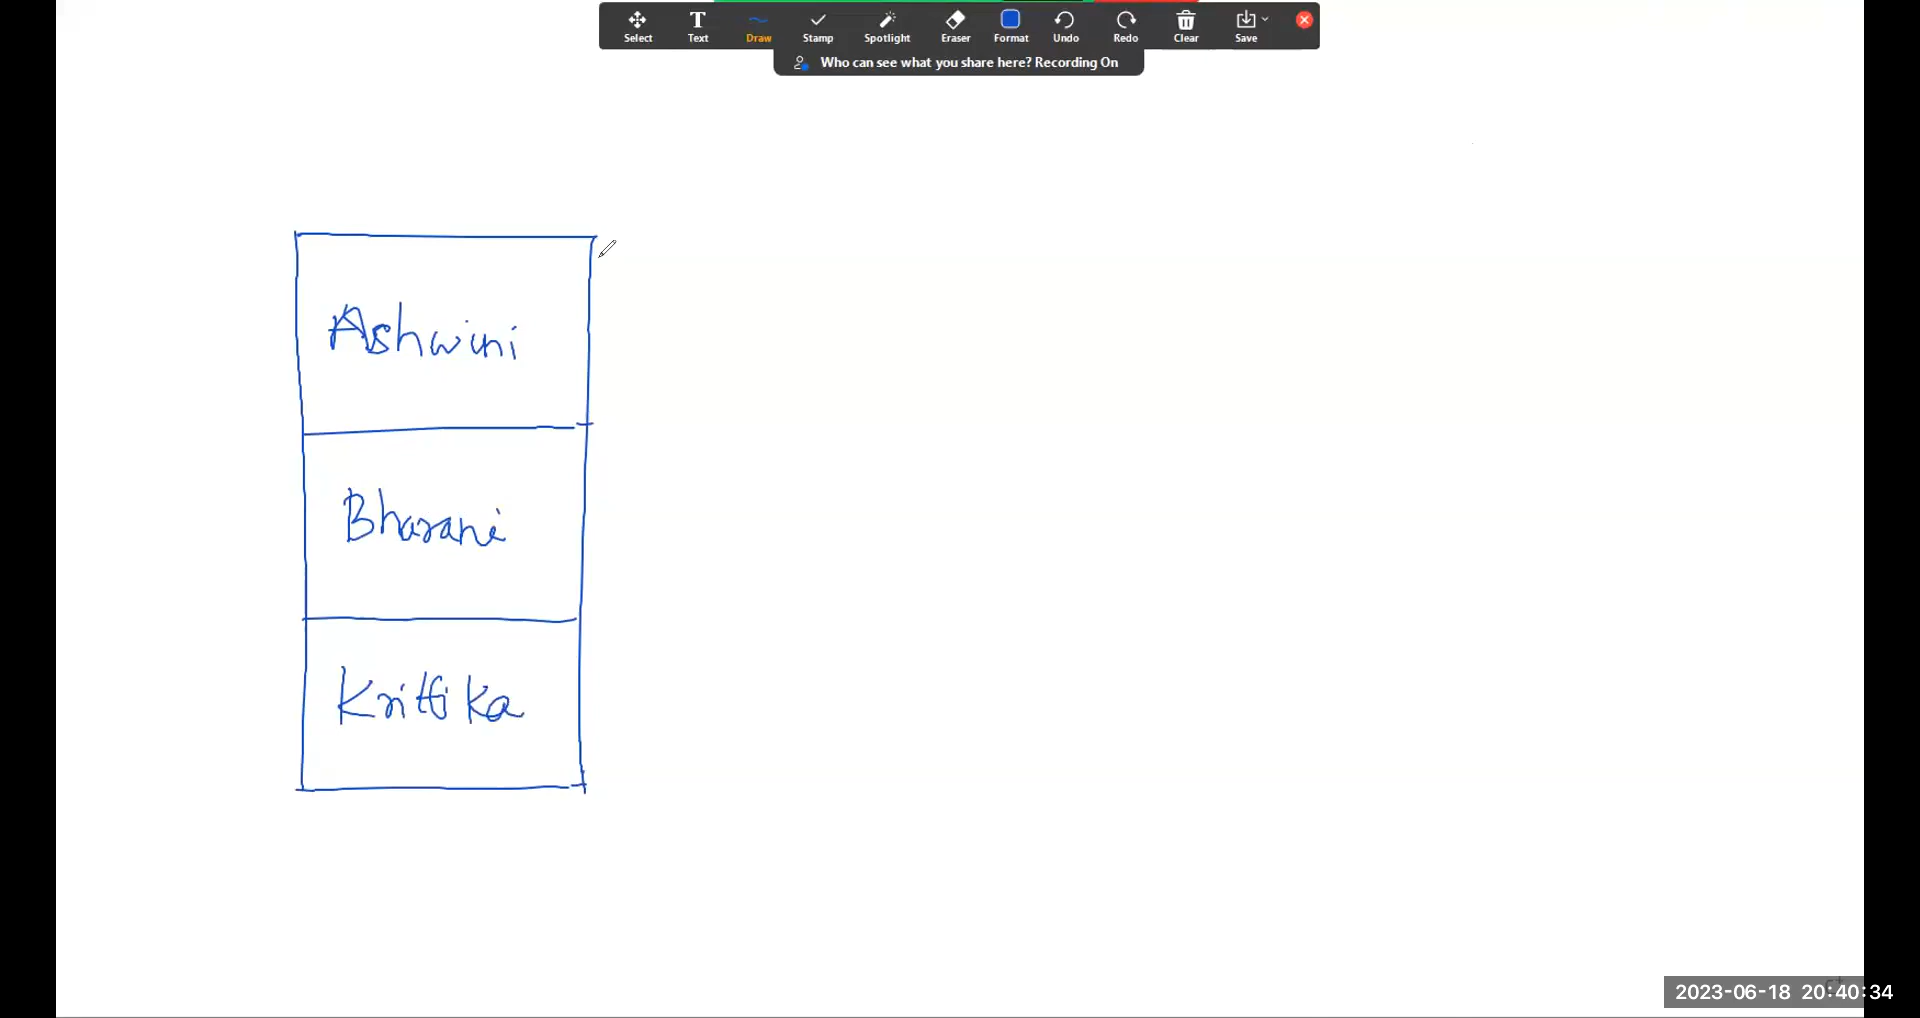 Select Text Draw Stamp Spotlight Eraser Format Undo Redo Clear Save
Who can see what you share here? Recording On
Ashwini
Bharani
Krittika
2023-06-18 20:40:34